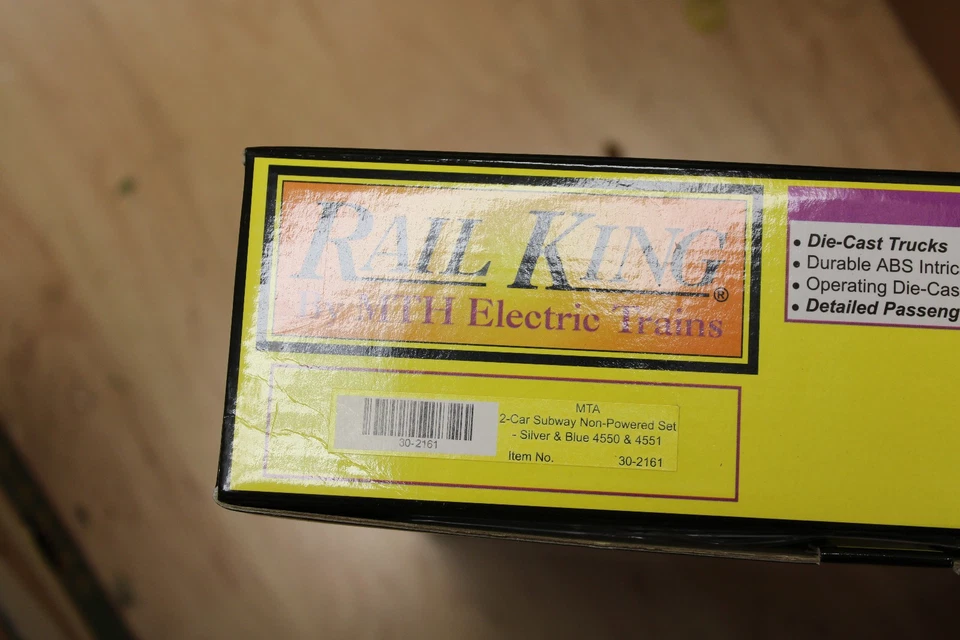 RAIL KING®
By MTH Electric Trains
• Die-Cast Trucks
• Durable ABS Intric
• Operating Die-Cas
• Detailed Passeng
30-2161
MTA
2-Car Subway Non-Powered Set
- Silver & Blue 4550 & 4551
Item No. 30-2161